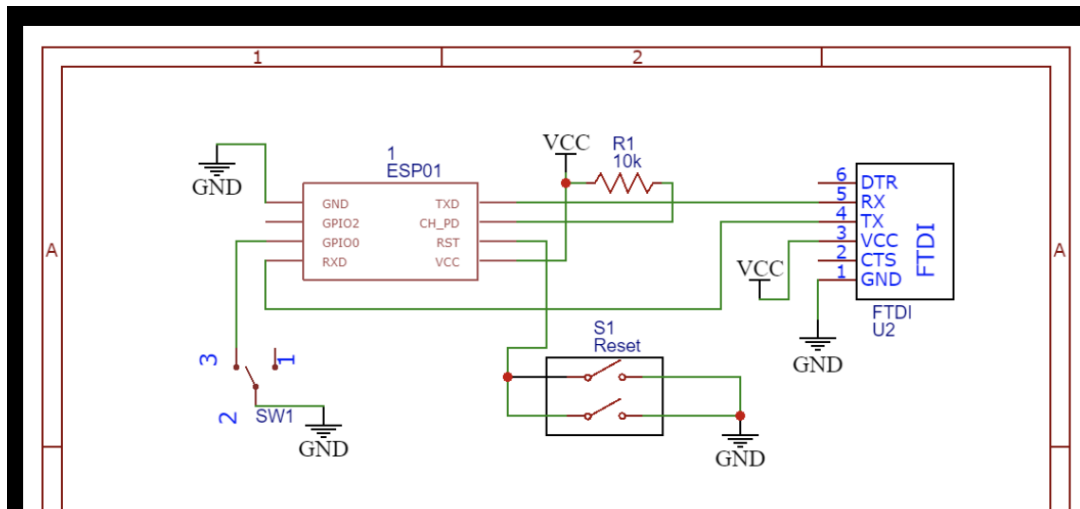 1
2
A
A
GND
1
ESP01
GND
GPIO2
GPIO0
RXD
TXD
CH_PD
RST
VCC
VCC
R1
10k
6 DTR
5 RX
4 TX
3 VCC
2 CTS
1 GND
FTDI
FTDI
U2
VCC
GND
3
1
2
SW1
GND
S1
Reset
GND